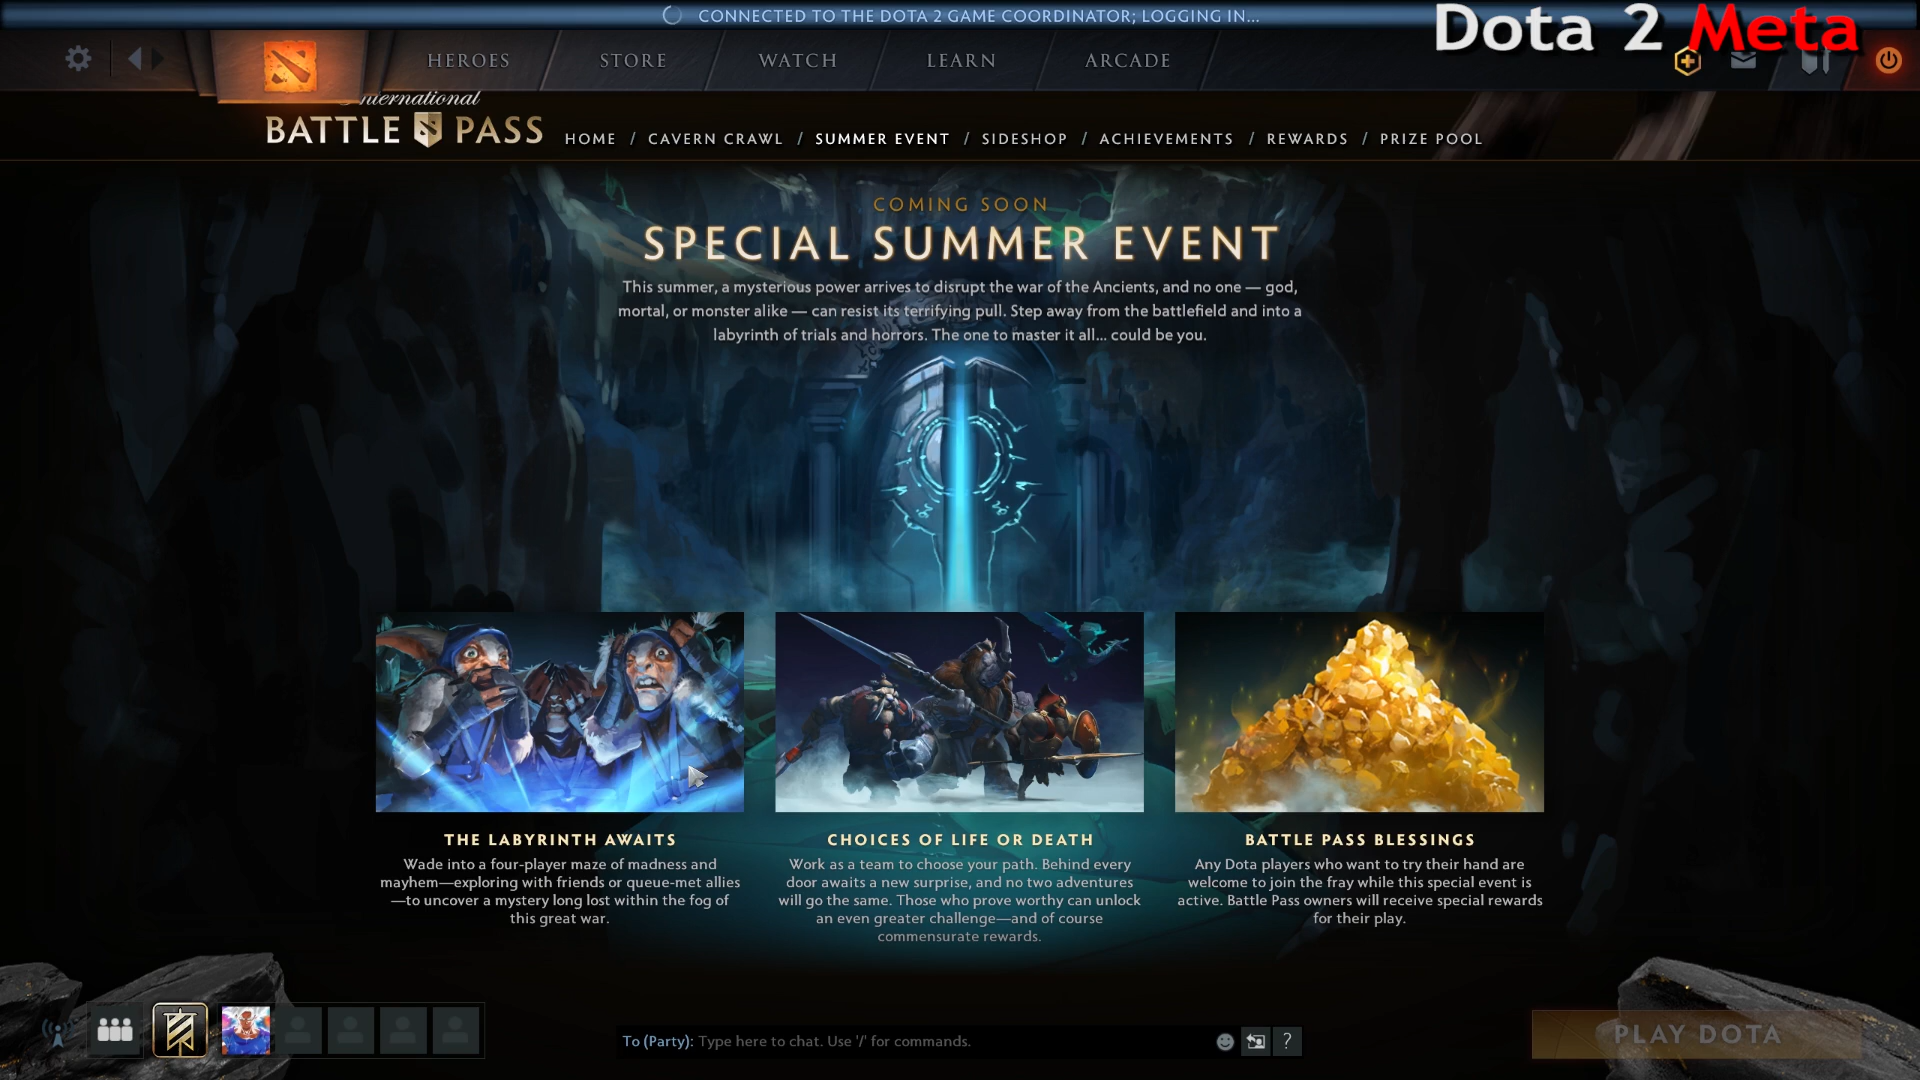 CONNECTED TO THE DOTA 2 GAME COORDINATOR; LOGGING IN...
Dota 2 Meta
HEROES
STORE
WATCH
LEARN
ARCADE
International
BATTLE PASS
HOME / CAVERN CRAWL / SUMMER EVENT / SIDESHOP / ACHIEVEMENTS / REWARDS / PRIZE POOL
COMING SOON
SPECIAL SUMMER EVENT
This summer, a mysterious power arrives to disrupt the war of the Ancients, and no one — god,
mortal, or monster alike — can resist its terrifying pull. Step away from the battlefield and into a
labyrinth of trials and horrors. The one to master it all... could be you.
THE LABYRINTH AWAITS
Wade into a four-player maze of madness and
mayhem—exploring with friends or queue-met allies
—to uncover a mystery long lost within the fog of
this great war.
CHOICES OF LIFE OR DEATH
Work as a team to choose your path. Behind every
door awaits a new surprise, and no two adventures
will go the same. Those who prove worthy can unlock
an even greater challenge—and of course
commensurate rewards.
BATTLE PASS BLESSINGS
Any Dota players who want to try their hand are
welcome to join the fray while this special event is
active. Battle Pass owners will receive special rewards
for their play.
To (Party): Type here to chat. Use '/' for commands.
?
PLAY DOTA